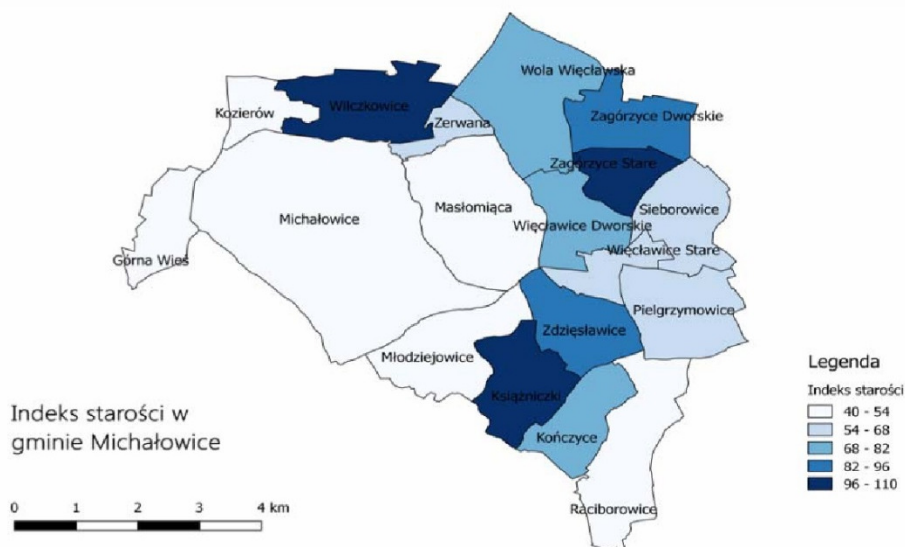 Wola Więcławska
Kozierów
Wilczkowice
Zerwana
Zagórzyce Dworskie
Zagórzyce Stare
Michałowice
Masłomiąca
Sieborowice
Więcławice Dworskie
Więcławice Stare
Górna Wieś
Pielgrzymowice
Zdzięsławice
Młodziejowice
Książniczki
Kończyce
Raciborowice
Legenda
Indeks starości
40 - 54
54 - 68
68 - 82
82 - 96
96 - 110
Indeks starości w
gminie Michałowice
0 1 2 3 4 km